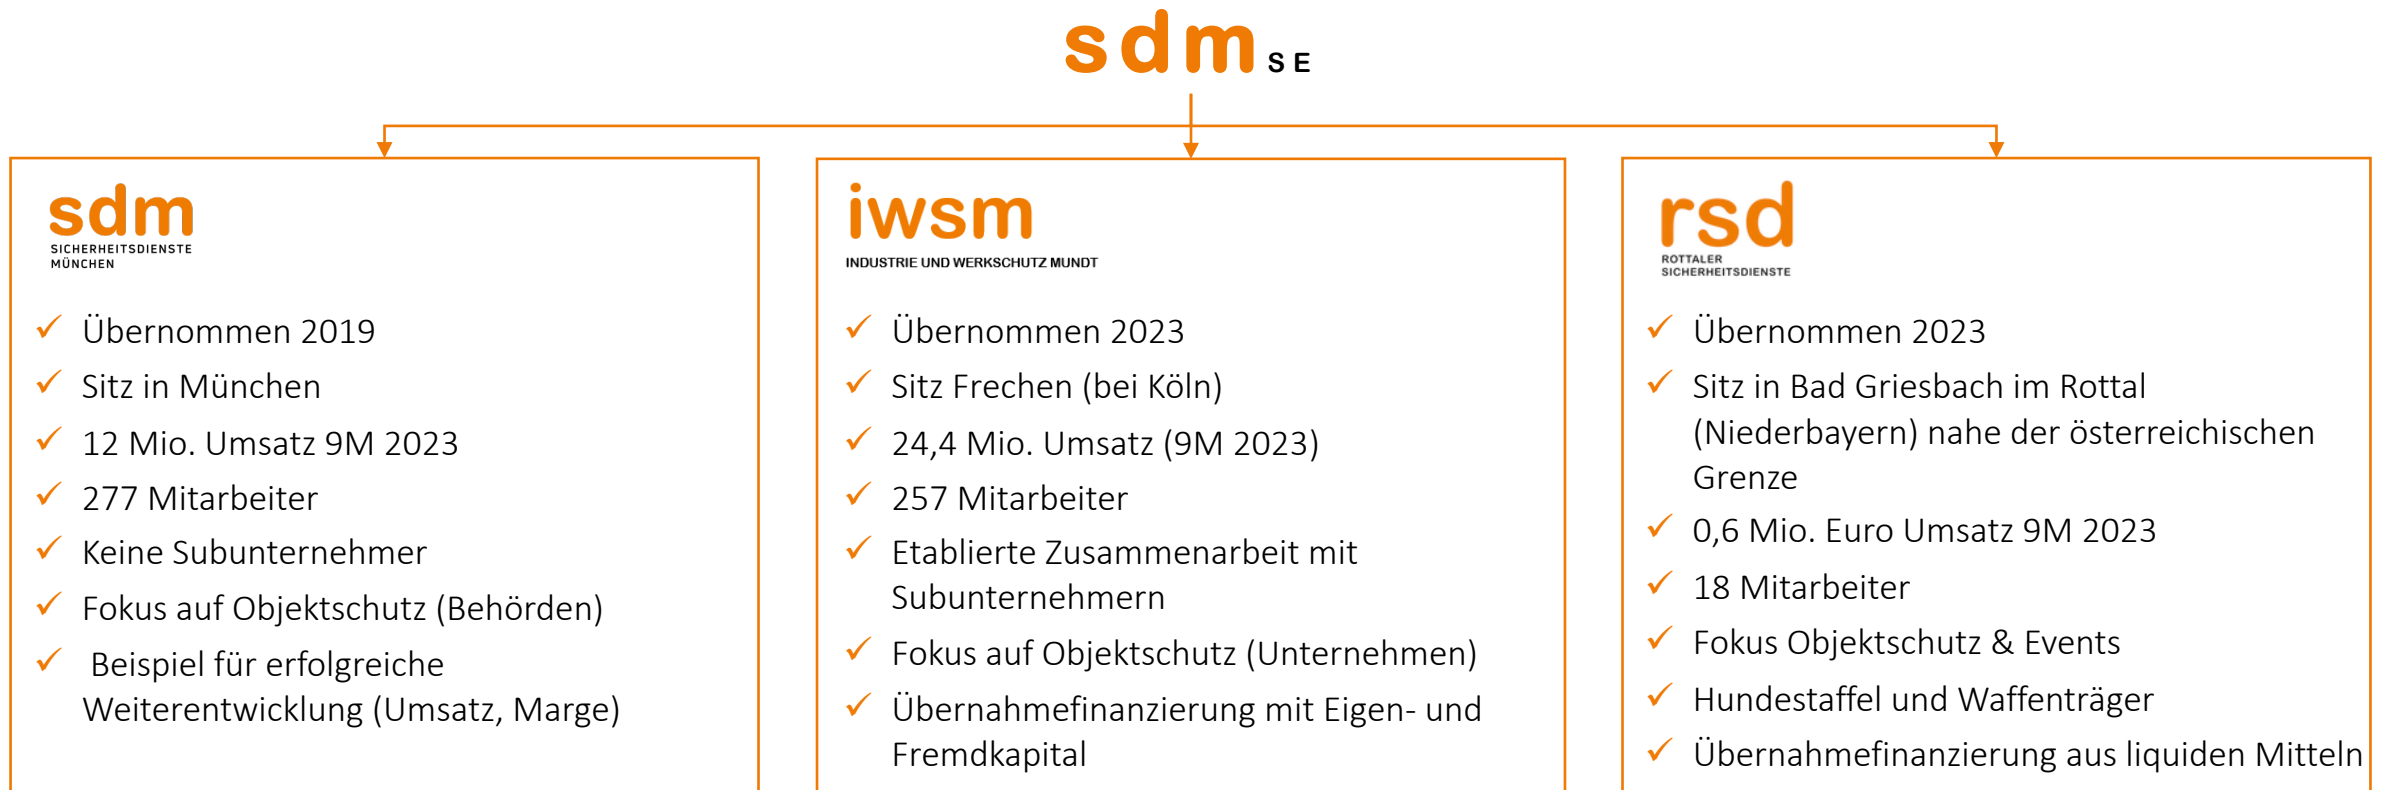 sdm SE
sdm
SICHERHEITSDIENSTE
MÜNCHEN
Übernommen 2019
Sitz in München
12 Mio. Umsatz 9M 2023
277 Mitarbeiter
Keine Subunternehmer
Fokus auf Objektschutz (Behörden)
Beispiel für erfolgreiche
Weiterentwicklung (Umsatz, Marge)
iwsm
INDUSTRIE UND WERKSCHUTZ MUNDT
Übernommen 2023
Sitz Frechen (bei Köln)
24,4 Mio. Umsatz (9M 2023)
257 Mitarbeiter
Etablierte Zusammenarbeit mit
Subunternehmern
Fokus auf Objektschutz (Unternehmen)
Übernahmefinanzierung mit Eigen- und
Fremdkapital
rsd
ROTTALER
SICHERHEITSDIENSTE
Übernommen 2023
Sitz in Bad Griesbach im Rottal
(Niederbayern) nahe der österreichischen
Grenze
0,6 Mio. Euro Umsatz 9M 2023
18 Mitarbeiter
Fokus Objektschutz & Events
Hundestaffel und Waffenträger
Übernahmefinanzierung aus liquiden Mitteln